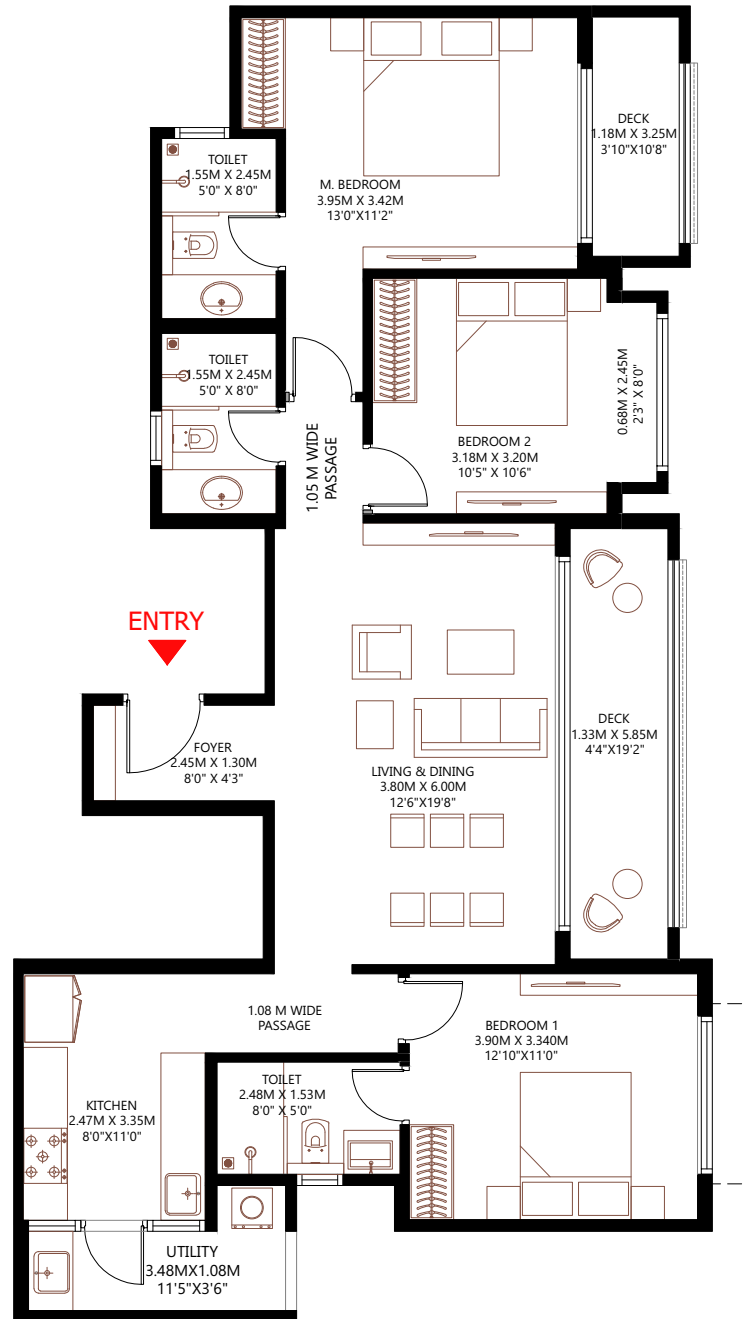 DECK
1.18M X 3.25M
3'10"X10'8"
TOILET
1.55M X 2.45M
5'0" X 8'0"
M. BEDROOM
3.95M X 3.42M
13'0"X11'2"
TOILET
1.55M X 2.45M
5'0" X 8'0"
0.68M X 2.45M
2'3" X 8'0"
1.05 M WIDE
PASSAGE
BEDROOM 2
3.18M X 3.20M
10'5" X 10'6"
ENTRY
FOYER
2.45M X 1.30M
8'0" X 4'3"
DECK
1.33M X 5.85M
4'4"X19'2"
LIVING & DINING
3.80M X 6.00M
12'6"X19'8"
1.08 M WIDE
PASSAGE
BEDROOM 1
3.90M X 3.340M
12'10"X11'0"
TOILET
2.48M X 1.53M
8'0" X 5'0"
KITCHEN
2.47M X 3.35M
8'0"X11'0"
UTILITY
3.48MX1.08M
11'5"X3'6"